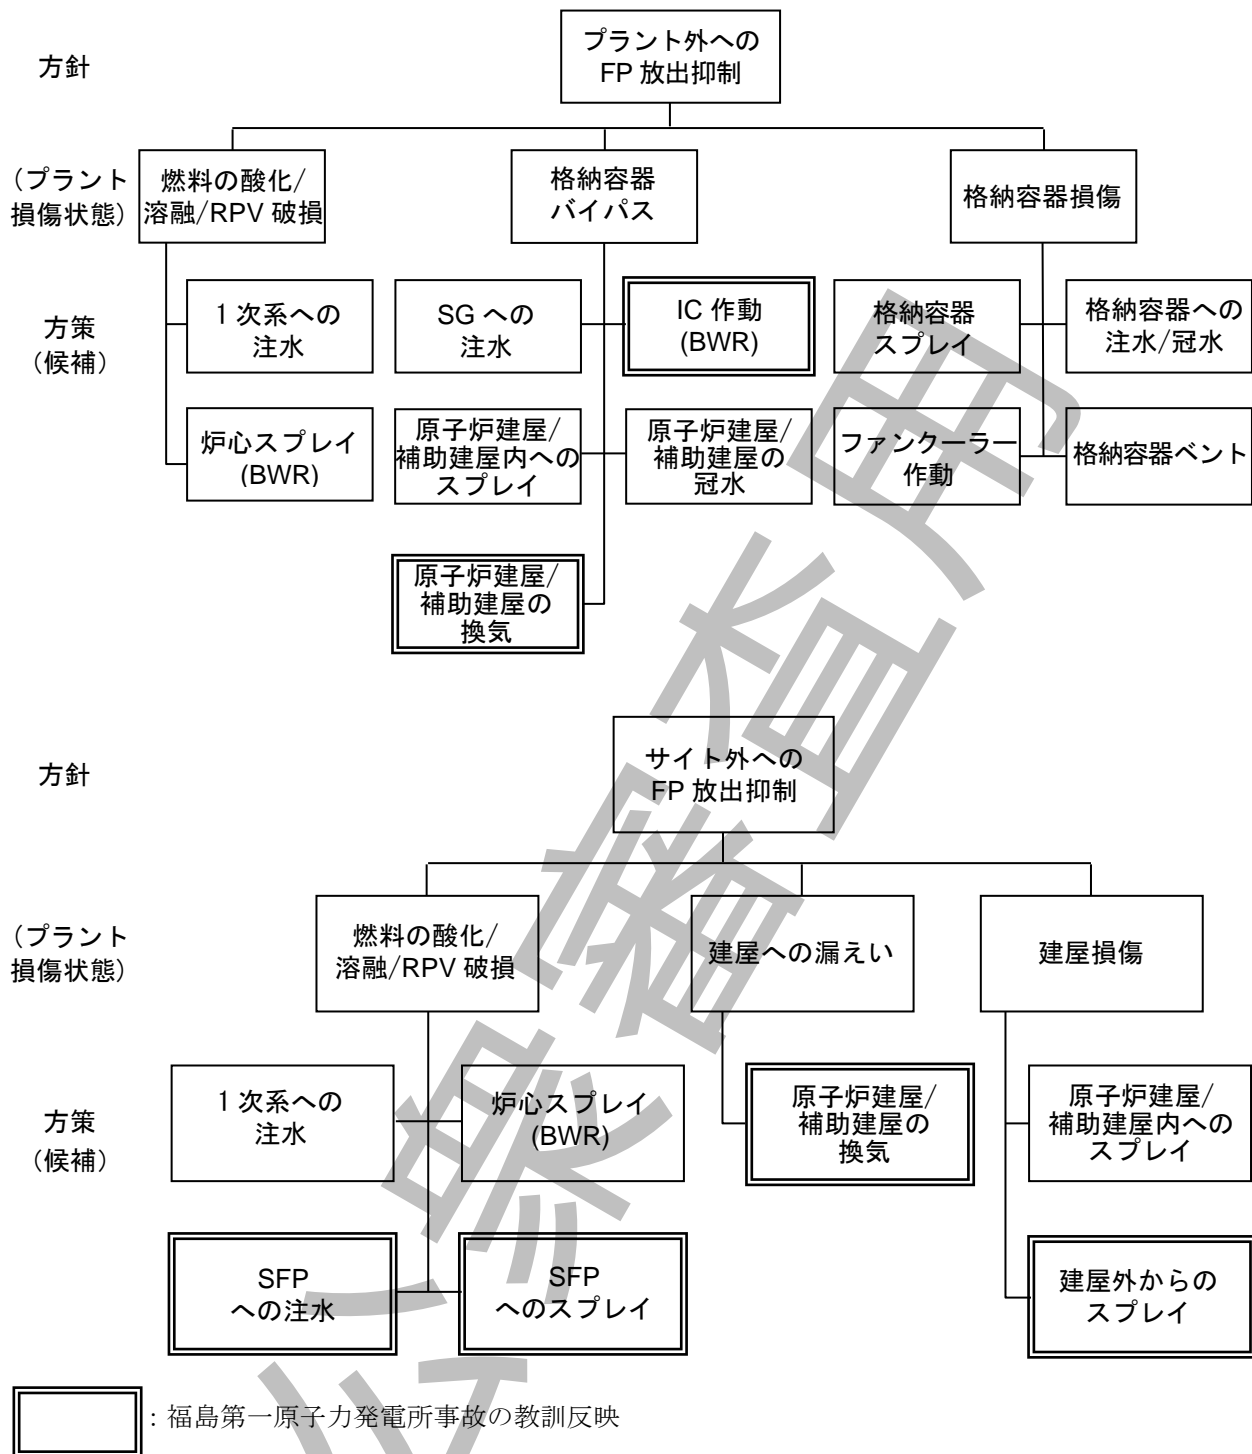 方針
プラント外への
FP 放出抑制
(プラント
損傷状態)
燃料の酸化/
溶融/RPV 破損
格納容器
バイパス
格納容器損傷
方策
(候補)
1 次系への
注水
SG への
注水
IC 作動
(BWR)
格納容器
スプレイ
格納容器への
注水/冠水
炉心スプレイ
(BWR)
原子炉建屋/
補助建屋内への
スプレイ
原子炉建屋/
補助建屋の
冠水
ファンクーラー
作動
格納容器ベント
原子炉建屋/
補助建屋の
換気
方針
サイト外への
FP 放出抑制
(プラント
損傷状態)
燃料の酸化/
溶融/RPV 破損
建屋への漏えい
建屋損傷
方策
(候補)
1 次系への
注水
炉心スプレイ
(BWR)
原子炉建屋/
補助建屋の
換気
原子炉建屋/
補助建屋内への
スプレイ
SFP
への注水
SFP
へのスプレイ
建屋外からの
スプレイ
: 福島第一原子力発電所事故の教訓反映
公衆審査用